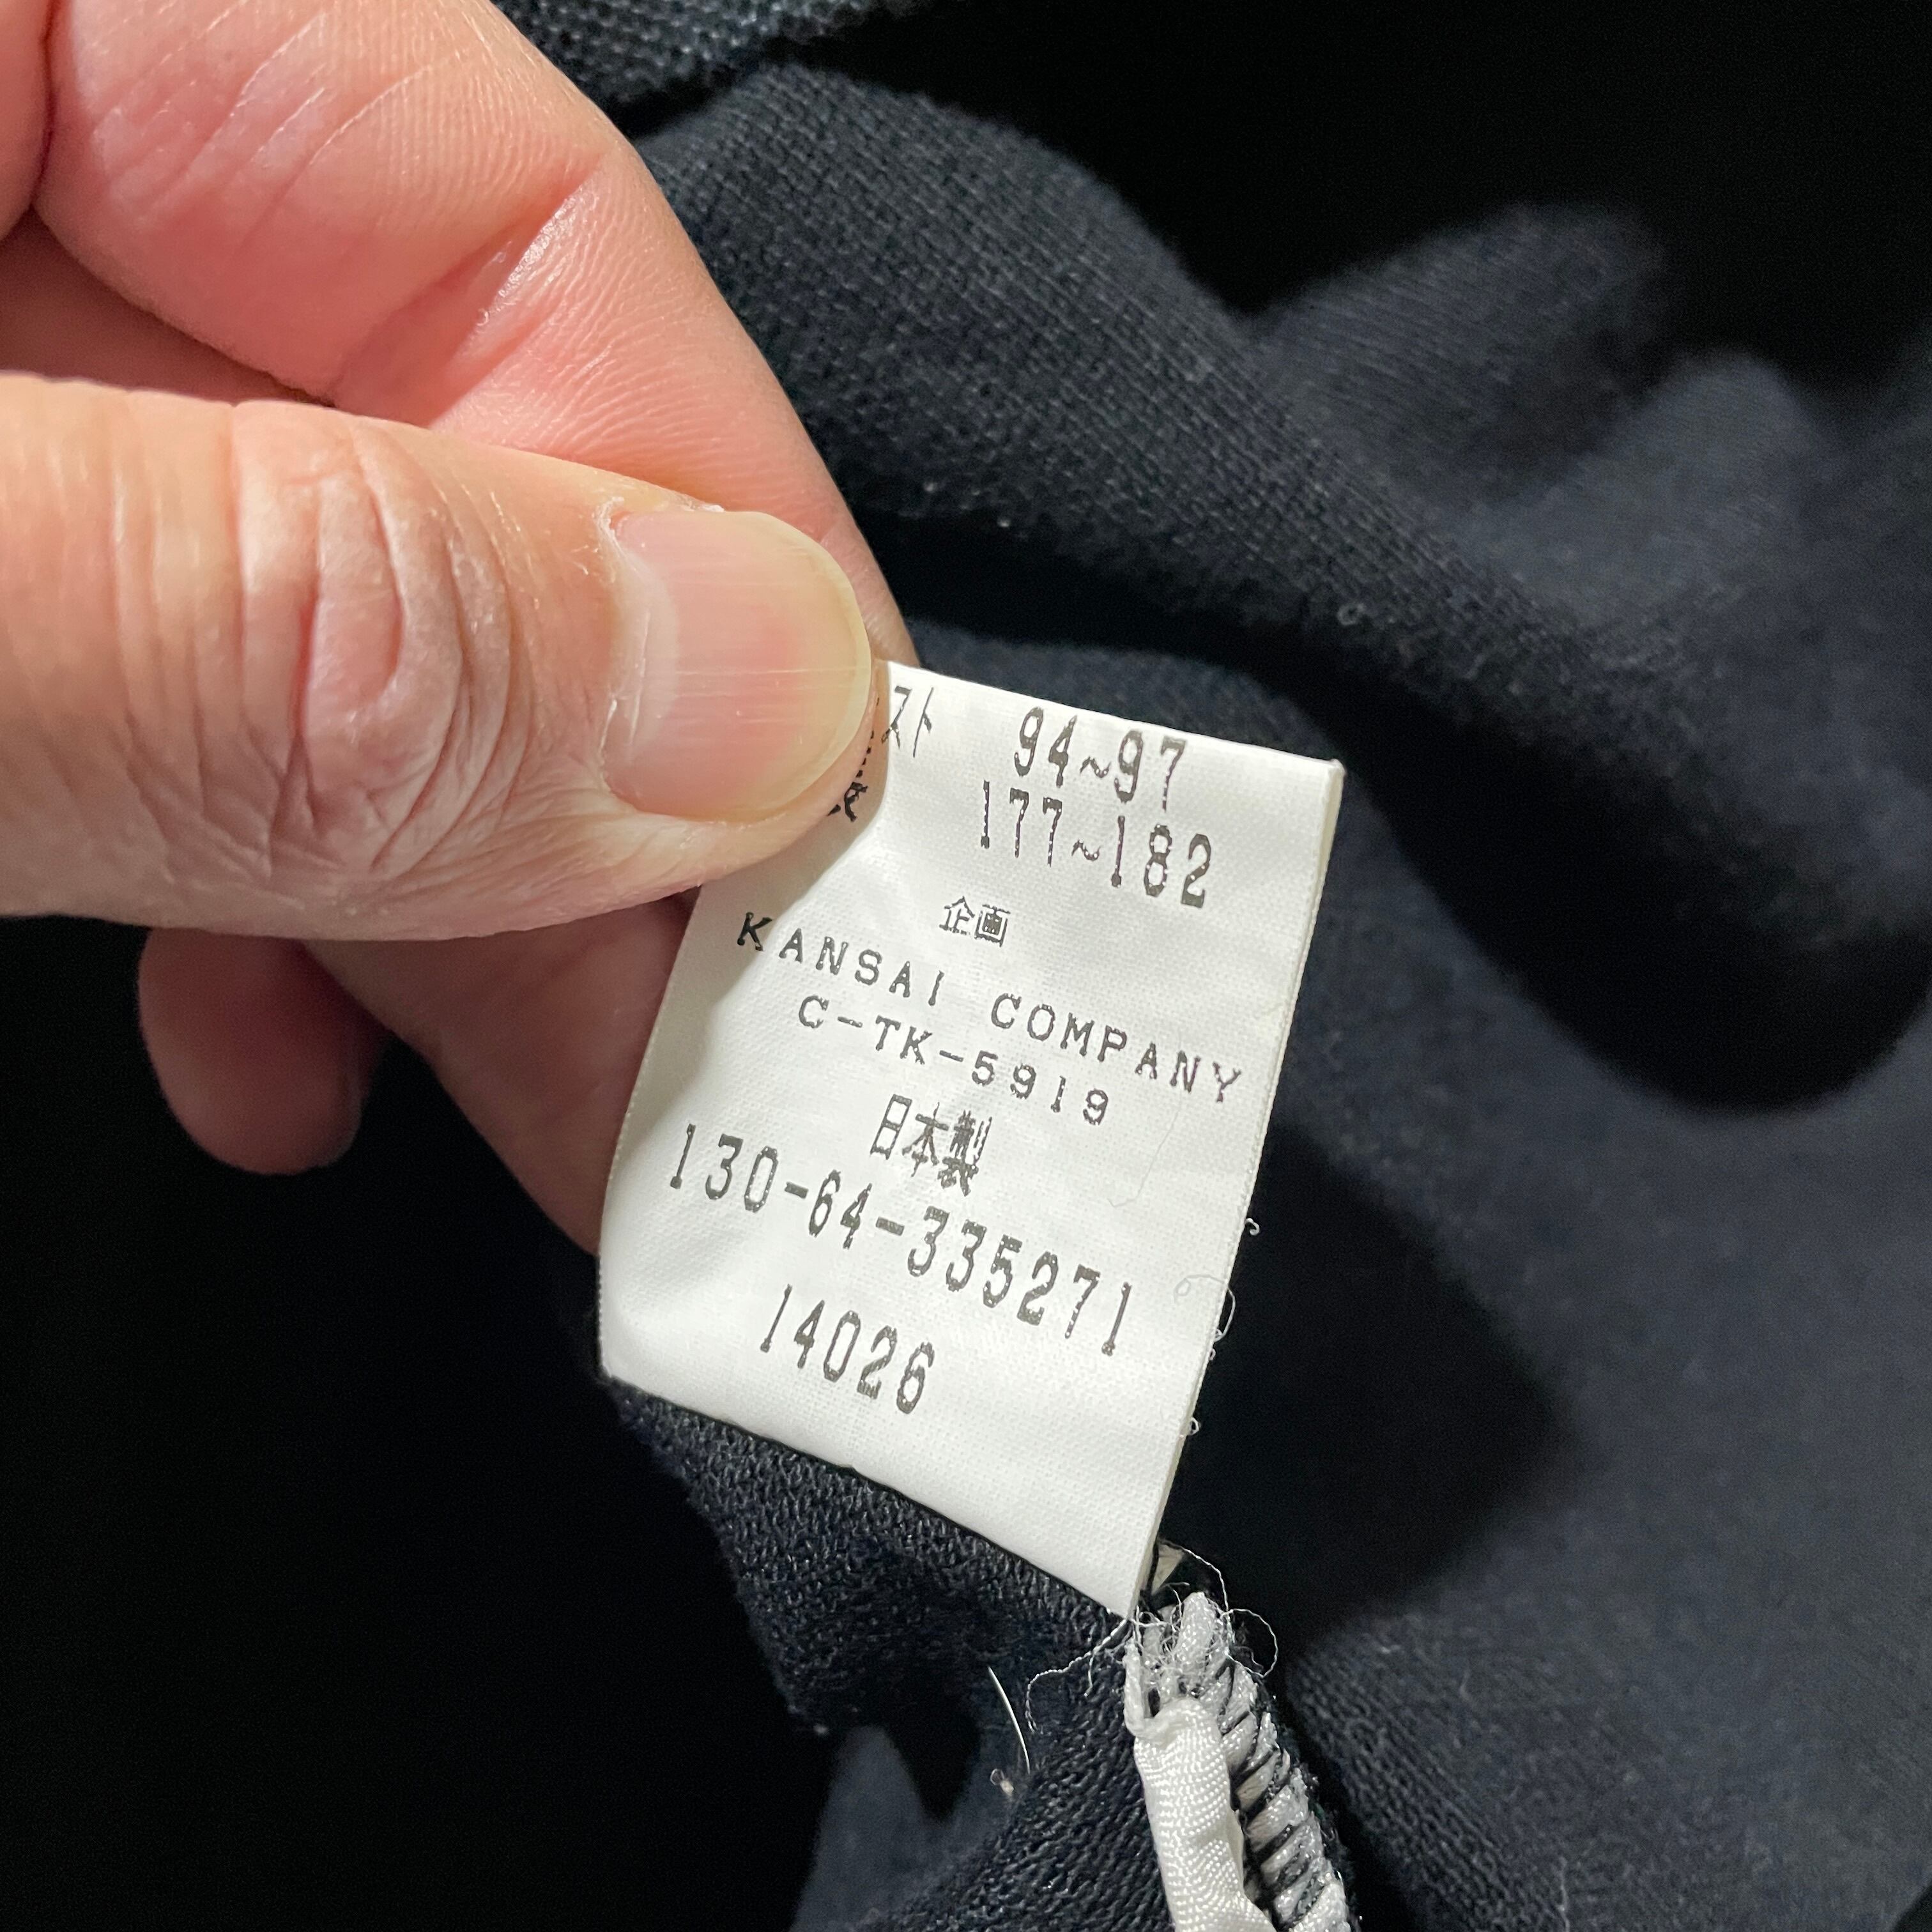 スト 94~97
177~182
企画
KANSAI COMPANY
C-TK-5919
日本製
130-64-335271
14026